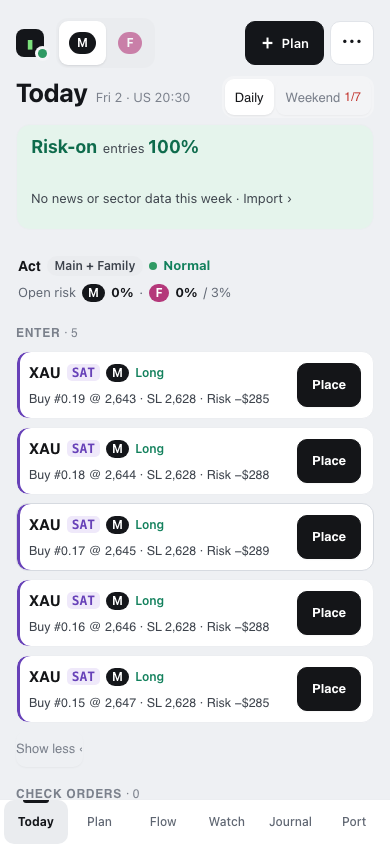 M F + Plan ...
Today Fri 2 · US 20:30 Daily Weekend 1/7
Risk-on entries 100%
No news or sector data this week · Import ›
Act Main + Family Normal
Open risk M 0% · F 0% / 3%
ENTER · 5
XAU SAT M Long
Buy #0.19 @ 2,643 · SL 2,628 · Risk −$285
Place
XAU SAT M Long
Buy #0.18 @ 2,644 · SL 2,628 · Risk −$288
Place
XAU SAT M Long
Buy #0.17 @ 2,645 · SL 2,628 · Risk −$289
Place
XAU SAT M Long
Buy #0.16 @ 2,646 · SL 2,628 · Risk −$288
Place
XAU SAT M Long
Buy #0.15 @ 2,647 · SL 2,628 · Risk −$285
Place
Show less ‹
CHECK ORDERS · 0
Today Plan Flow Watch Journal Port